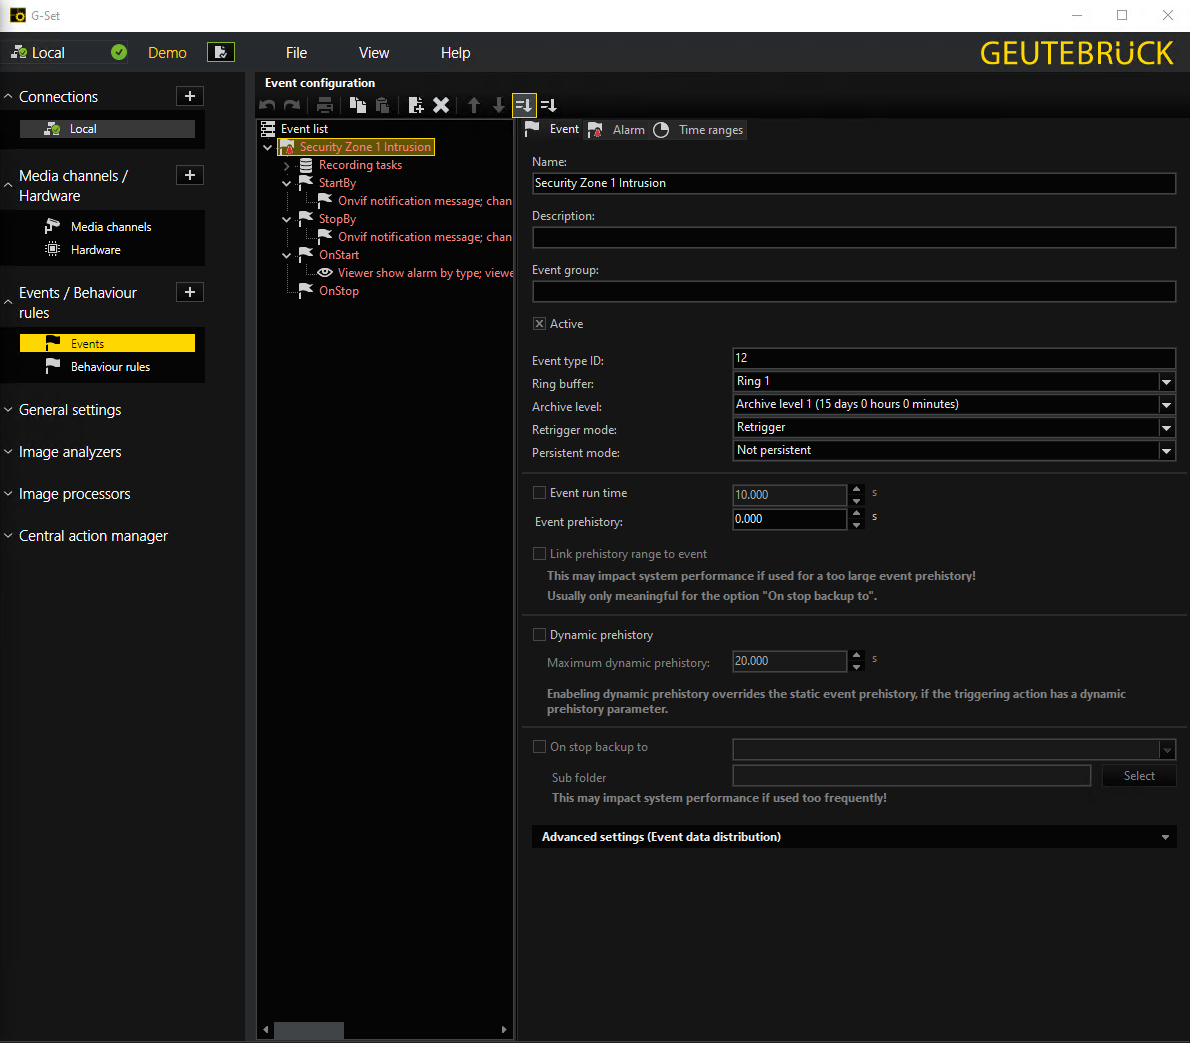 G-Set
Local
Demo
File
View
Help
GEUTEBRÜCK
Connections
Local
Media channels /
Hardware
Media channels
Hardware
Events / Behaviour
rules
Events
Behaviour rules
General settings
Image analyzers
Image processors
Central action manager
Event configuration
Event list
Security Zone 1 Intrusion
Recording tasks
StartBy
Onvif notification message; chan
StopBy
Onvif notification message; chan
OnStart
Viewer show alarm by type; viewe
OnStop
Event
Alarm
Time ranges
Name:
Security Zone 1 Intrusion
Description:
Event group:
Active
Event type ID:
12
Ring buffer:
Ring 1
Archive level:
Archive level 1 (15 days 0 hours 0 minutes)
Retrigger mode:
Retrigger
Persistent mode:
Not persistent
Event run time
10.000
s
Event prehistory:
0.000
s
Link prehistory range to event
This may impact system performance if used for a too large event prehistory!
Usually only meaningful for the option "On stop backup to".
Dynamic prehistory
Maximum dynamic prehistory:
20.000
s
Enabeling dynamic prehistory overrides the static event prehistory, if the triggering action has a dynamic
prehistory parameter.
On stop backup to
Sub folder
Select
This may impact system performance if used too frequently!
Advanced settings (Event data distribution)